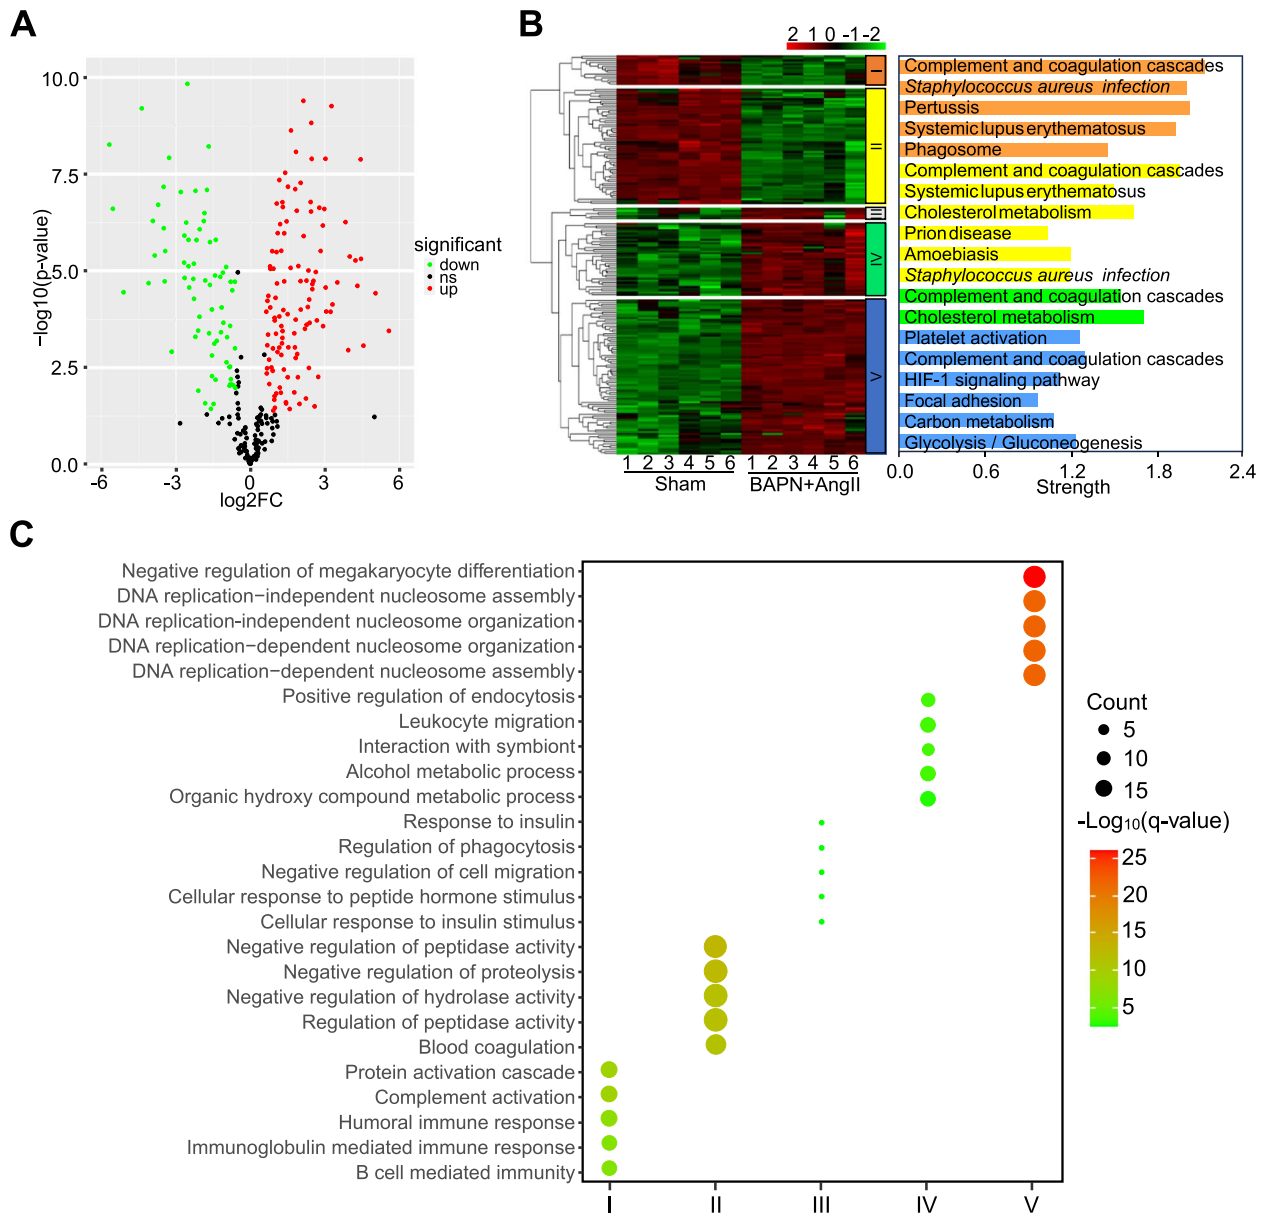 A
10.0
7.5
5.0
2.5
0.0
−log10(p-value)
-6
-3
0
3
6
log2FC
significant
down
ns
up
B
2 1 0 -1 -2
I
II
III
IV
V
1 2 3 4 5 6 1 2 3 4 5 6
Sham
BAPN+AngII
Complement and coagulation cascades
Staphylococcus aureus infection
Pertussis
Systemic lupus erythematosus
Phagosome
Complement and coagulation cascades
Systemic lupus erythematosus
Cholesterol metabolism
Prion disease
Amoebiasis
Staphylococcus aureus infection
Complement and coagulation cascades
Cholesterol metabolism
Platelet activation
Complement and coagulation cascades
HIF-1 signaling pathway
Focal adhesion
Carbon metabolism
Glycolysis / Gluconeogenesis
0.0 0.6 1.2 1.8 2.4
Strength
C
Negative regulation of megakaryocyte differentiation
DNA replication−independent nucleosome assembly
DNA replication-independent nucleosome organization
DNA replication−dependent nucleosome organization
DNA replication−dependent nucleosome assembly
Positive regulation of endocytosis
Leukocyte migration
Interaction with symbiont
Alcohol metabolic process
Organic hydroxy compound metabolic process
Response to insulin
Regulation of phagocytosis
Negative regulation of cell migration
Cellular response to peptide hormone stimulus
Cellular response to insulin stimulus
Negative regulation of peptidase activity
Negative regulation of proteolysis
Negative regulation of hydrolase activity
Regulation of peptidase activity
Blood coagulation
Protein activation cascade
Complement activation
Humoral immune response
Immunoglobulin mediated immune response
B cell mediated immunity
I II III IV V
Count
5
10
15
-Log₁₀(q-value)
25
20
15
10
5